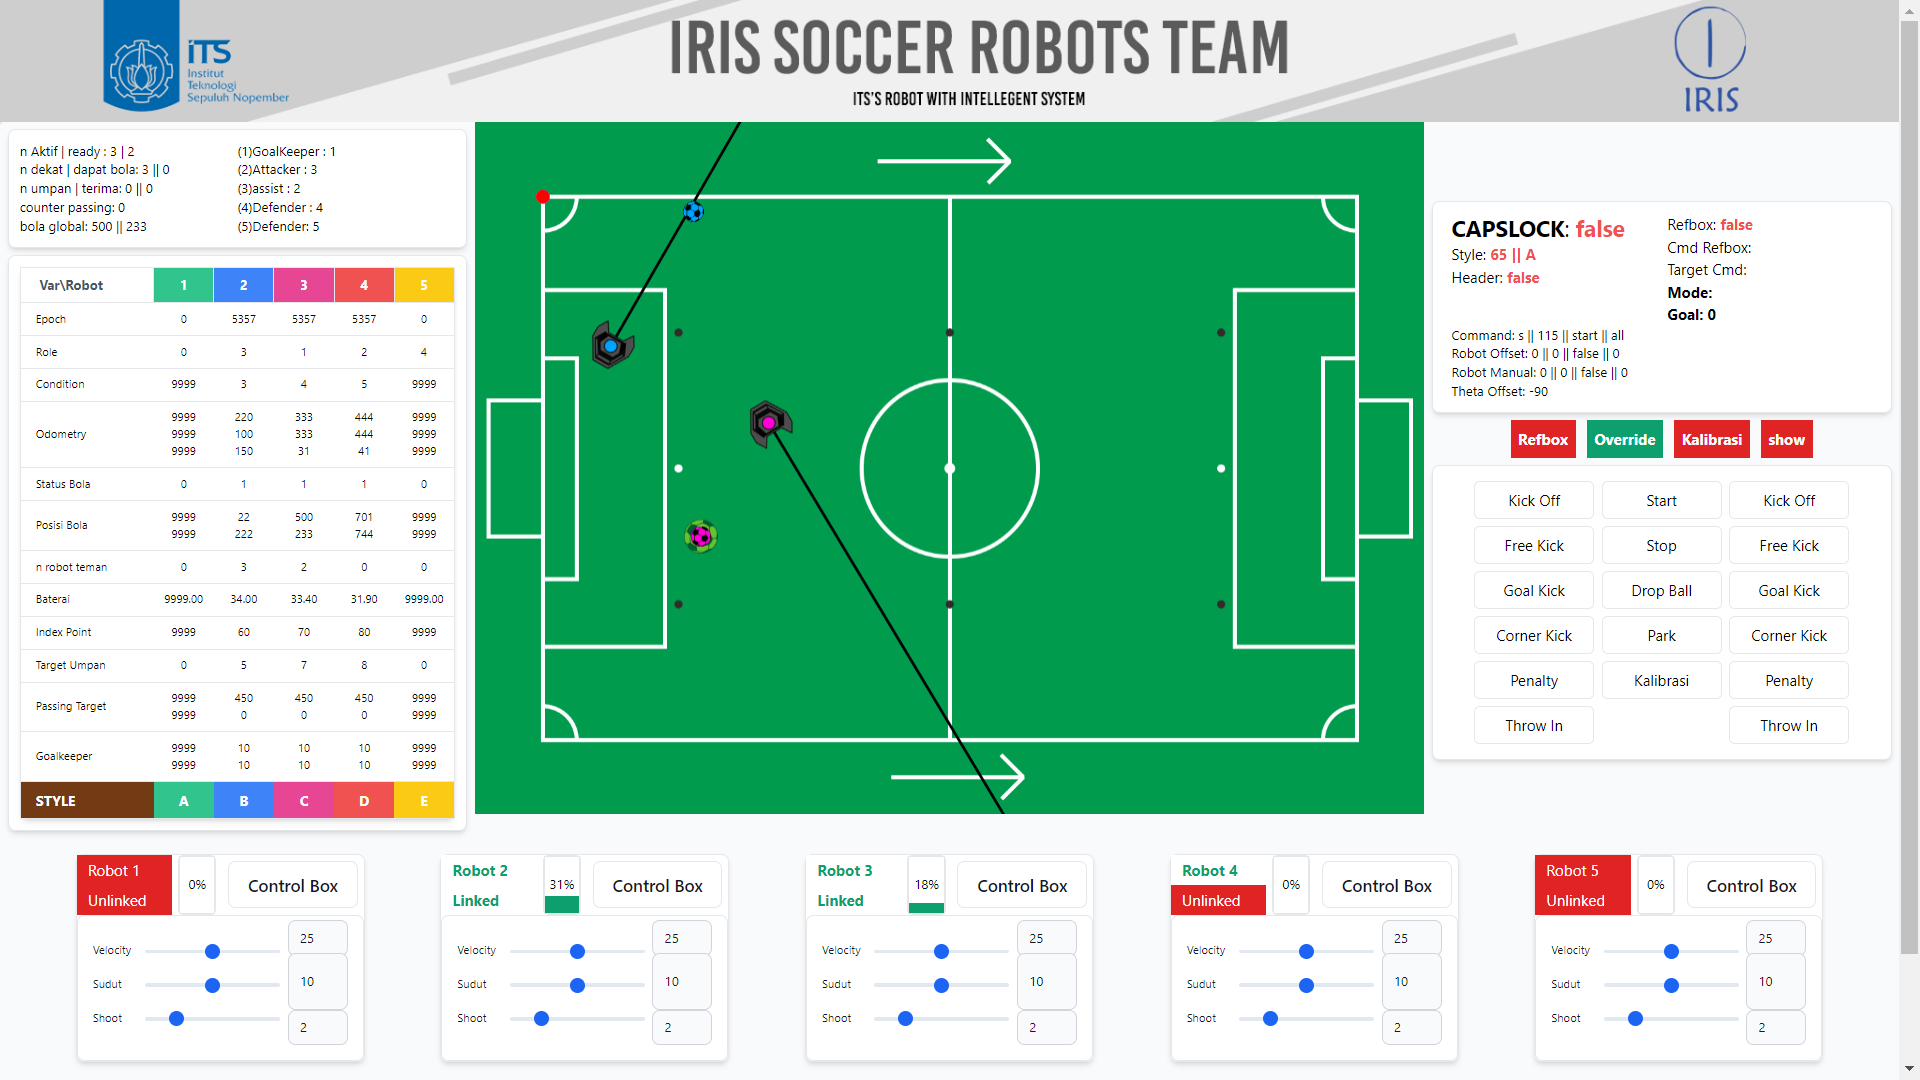 iTS
Institut
Teknologi
Sepuluh Nopember
IRIS SOCCER ROBOTS TEAM
ITS'S ROBOT WITH INTELLEGENT SYSTEM
IRIS
n Aktif | ready : 3 | 2
n dekat | dapat bola: 3 || 0
n umpan | terima: 0 || 0
counter passing: 0
bola global: 500 || 233
(1)GoalKeeper : 1
(2)Attacker : 3
(3)assist : 2
(4)Defender : 4
(5)Defender: 5
Var\Robot 1 2 3 4 5
Epoch 0 5357 5357 5357 0
Role 0 3 1 2 4
Condition 9999 3 4 5 9999
9999 220 333 444 9999
Odometry 9999 100 333 444 9999
9999 150 31 41 9999
Status Bola 0 1 1 1 0
Posisi Bola 9999 22 500 701 9999
9999 222 233 744 9999
n robot teman 0 3 2 0 0
Baterai 9999.00 34.00 33.40 31.90 9999.00
Index Point 9999 60 70 80 9999
Target Umpan 0 5 7 8 0
Passing Target 9999 450 450 450 9999
9999 0 0 0 9999
Goalkeeper 9999 10 10 10 9999
9999 10 10 10 9999
STYLE A B C D E
CAPSLOCK: false
Style: 65 || A
Header: false
Refbox: false
Cmd Refbox:
Target Cmd:
Mode:
Goal: 0
Command: s || 115 || start || all
Robot Offset: 0 || 0 || false || 0
Robot Manual: 0 || 0 || false || 0
Theta Offset: -90
Refbox Override Kalibrasi show
Kick Off Start Kick Off
Free Kick Stop Free Kick
Goal Kick Drop Ball Goal Kick
Corner Kick Park Corner Kick
Penalty Kalibrasi Penalty
Throw In Throw In
Robot 1
Unlinked
0%
Control Box
Velocity 25
Sudut 10
Shoot 2
Robot 2
Linked
31%
Control Box
Velocity 25
Sudut 10
Shoot 2
Robot 3
Linked
18%
Control Box
Velocity 25
Sudut 10
Shoot 2
Robot 4
Unlinked
0%
Control Box
Velocity 25
Sudut 10
Shoot 2
Robot 5
Unlinked
0%
Control Box
Velocity 25
Sudut 10
Shoot 2